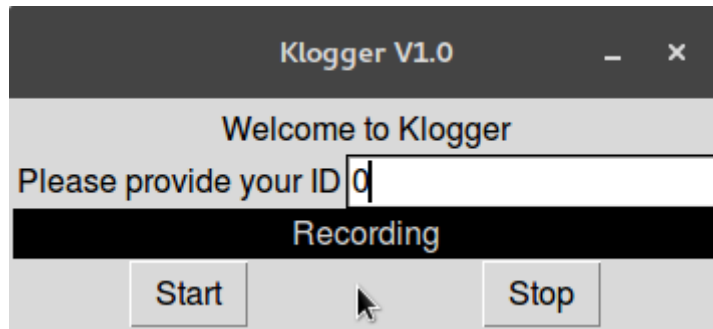 Klogger V1.0
Welcome to Klogger
Please provide your ID 0
Recording
Start Stop